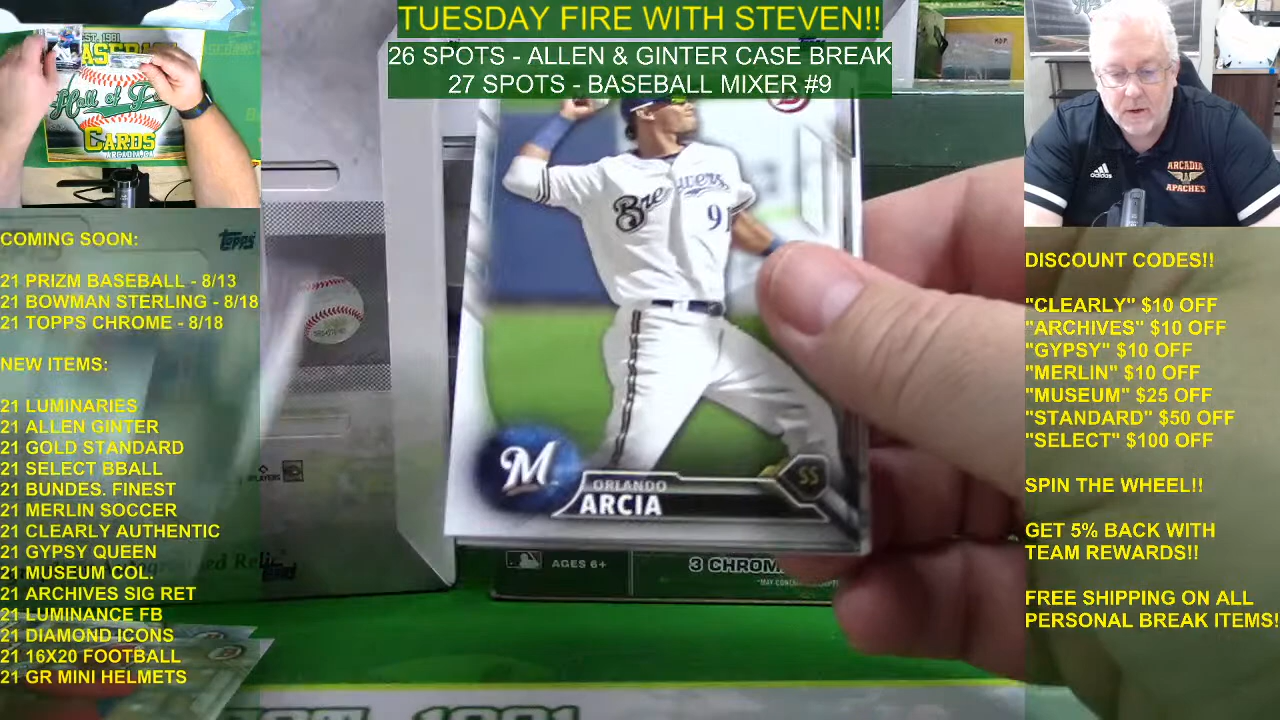 TUESDAY FIRE WITH STEVEN!!
26 SPOTS - ALLEN & GINTER CASE BREAK
27 SPOTS - BASEBALL MIXER #9
EST. 1981
BASEBALL
Hall of Fame
CARDS
ARCADIA, CA
ARCADIA
APACHES
adidas
COMING SOON:
21 PRIZM BASEBALL - 8/13
21 BOWMAN STERLING - 8/18
21 TOPPS CHROME - 8/18
NEW ITEMS:
21 LUMINARIES
21 ALLEN GINTER
21 GOLD STANDARD
21 SELECT BBALL
21 BUNDES. FINEST
21 MERLIN SOCCER
21 CLEARLY AUTHENTIC
21 GYPSY QUEEN
21 MUSEUM COL.
21 ARCHIVES SIG RET
21 LUMINANCE FB
21 DIAMOND ICONS
21 16X20 FOOTBALL
21 GR MINI HELMETS
Topps
Brewers
91
M
ORLANDO
ARCIA
SS
AGES 6+
3 CHROM
DISCOUNT CODES!!
"CLEARLY" $10 OFF
"ARCHIVES" $10 OFF
"GYPSY" $10 OFF
"MERLIN" $10 OFF
"MUSEUM" $25 OFF
"STANDARD" $50 OFF
"SELECT" $100 OFF
SPIN THE WHEEL!!
GET 5% BACK WITH
TEAM REWARDS!!
FREE SHIPPING ON ALL
PERSONAL BREAK ITEMS!